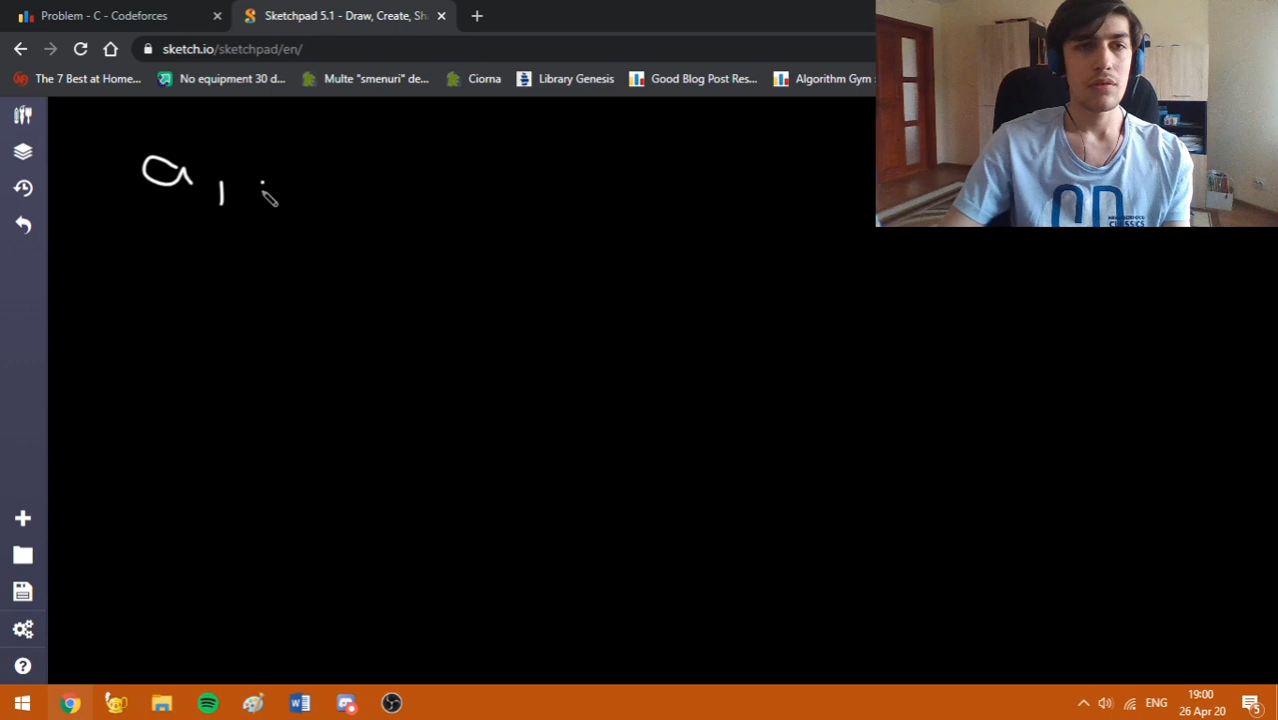 Problem - C - Codeforces
Sketchpad 5.1 - Draw, Create, Sh
sketch.io/sketchpad/en/
The 7 Best at Home...
No equipment 30 d...
Multe "smenuri" de...
Ciorna
Library Genesis
Good Blog Post Res...
Algorithm Gym :
a
CLASSICS
ENG
19:00
26 Apr 20
5